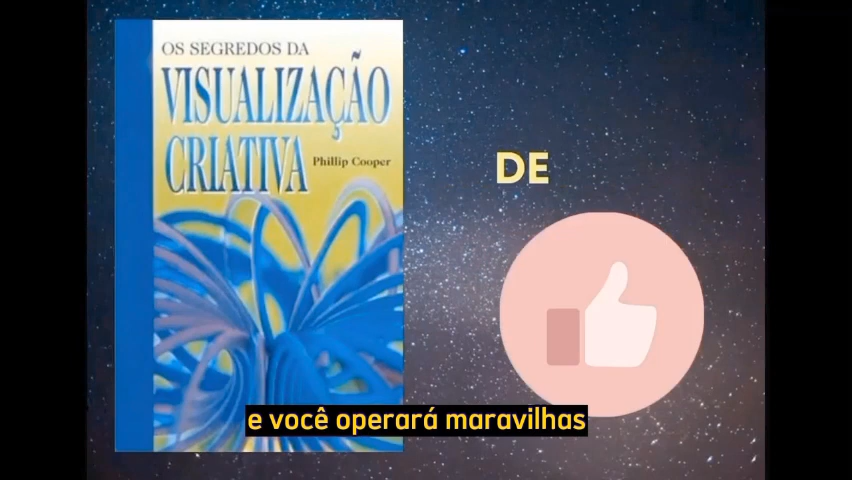 OS SEGREDOS DA
VISUALIZAÇÃO
CRIATIVA
Phillip Cooper
DE
e você operará maravilhas